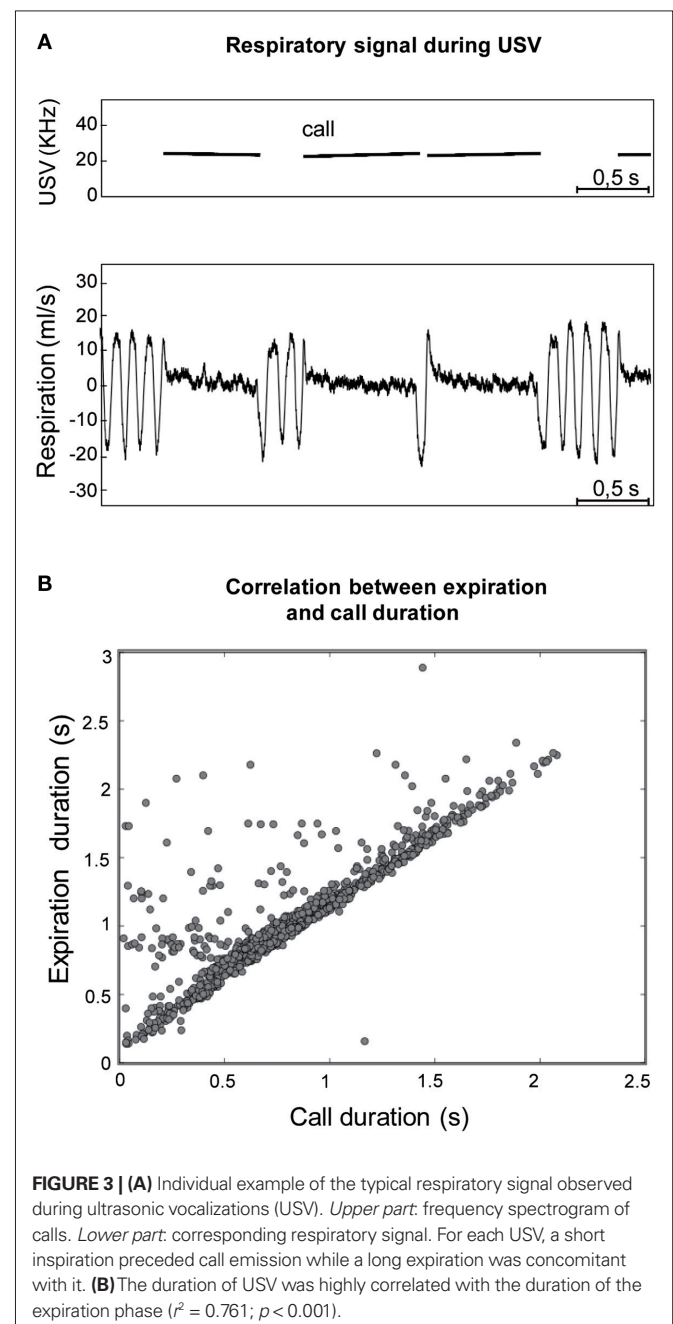 A
Respiratory signal during USV
USV (KHz)
40
20
0
call
0,5 s
Respiration (ml/s)
30
20
10
0
-10
-20
-30
0,5 s
B
Correlation between expiration
and call duration
Expiration duration (s)
3
2.5
2
1.5
1
0.5
0
0 0.5 1 1.5 2 2.5
Call duration (s)
FIGURE 3 | (A) Individual example of the typical respiratory signal observed
during ultrasonic vocalizations (USV). Upper part: frequency spectrogram of
calls. Lower part: corresponding respiratory signal. For each USV, a short
inspiration preceded call emission while a long expiration was concomitant
with it. (B) The duration of USV was highly correlated with the duration of the
expiration phase (r² = 0.761; p < 0.001).